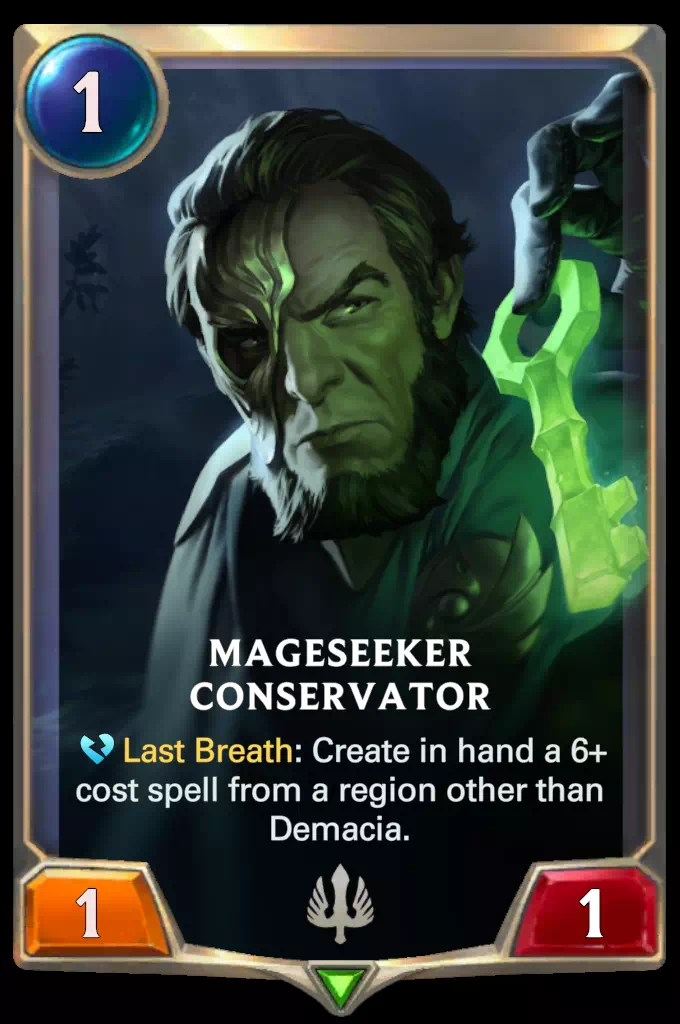 1
MAGESEEKER
CONSERVATOR
Last Breath: Create in hand a 6+
cost spell from a region other than
Demacia.
1 1